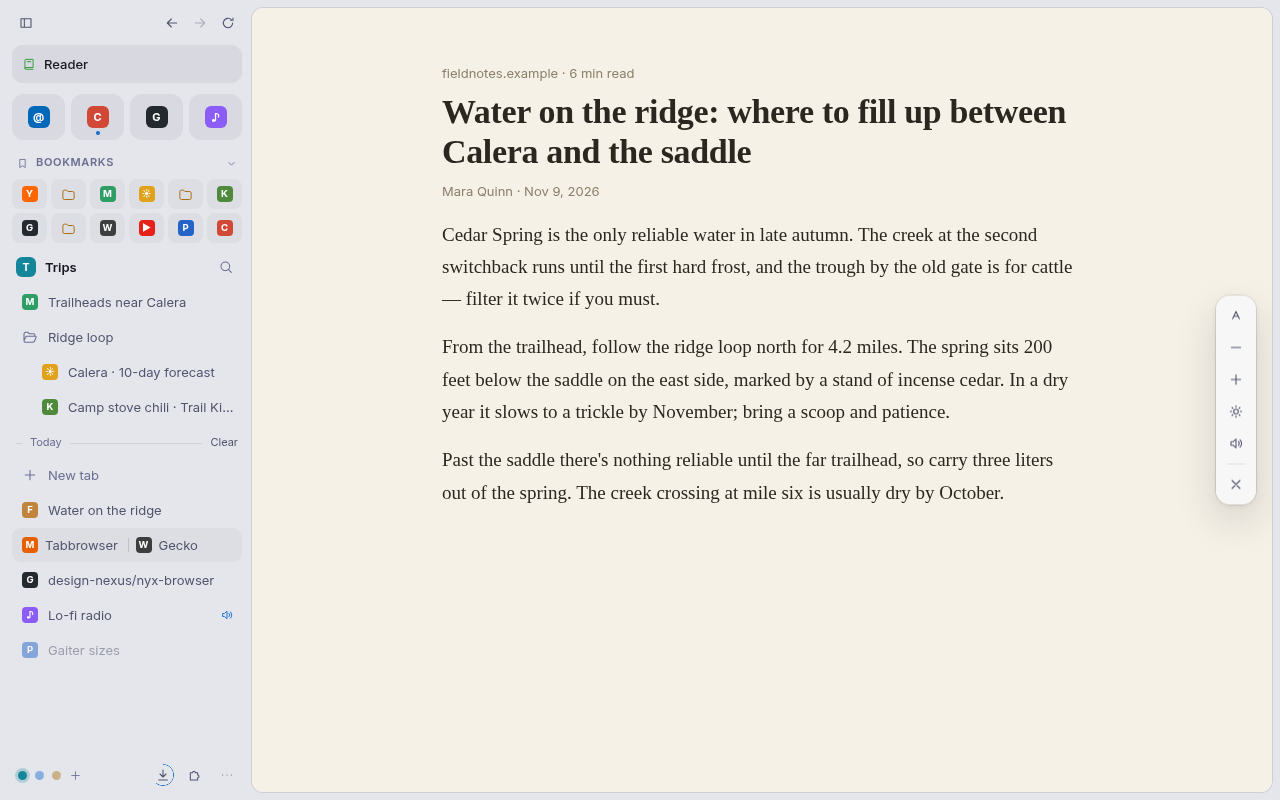 Reader
@
C
G
BOOKMARKS
Y
M
K
G
W
P
C
T Trips
M Trailheads near Calera
Ridge loop
Calera · 10-day forecast
K Camp stove chili · Trail Ki...
Today
Clear
New tab
F Water on the ridge
M Tabbrowser
W Gecko
G design-nexus/nyx-browser
Lo-fi radio
P Gaiter sizes
fieldnotes.example · 6 min read
Water on the ridge: where to fill up between
Calera and the saddle
Mara Quinn · Nov 9, 2026
Cedar Spring is the only reliable water in late autumn. The creek at the second
switchback runs until the first hard frost, and the trough by the old gate is for cattle
— filter it twice if you must.
From the trailhead, follow the ridge loop north for 4.2 miles. The spring sits 200
feet below the saddle on the east side, marked by a stand of incense cedar. In a dry
year it slows to a trickle by November; bring a scoop and patience.
Past the saddle there's nothing reliable until the far trailhead, so carry three liters
out of the spring. The creek crossing at mile six is usually dry by October.
A